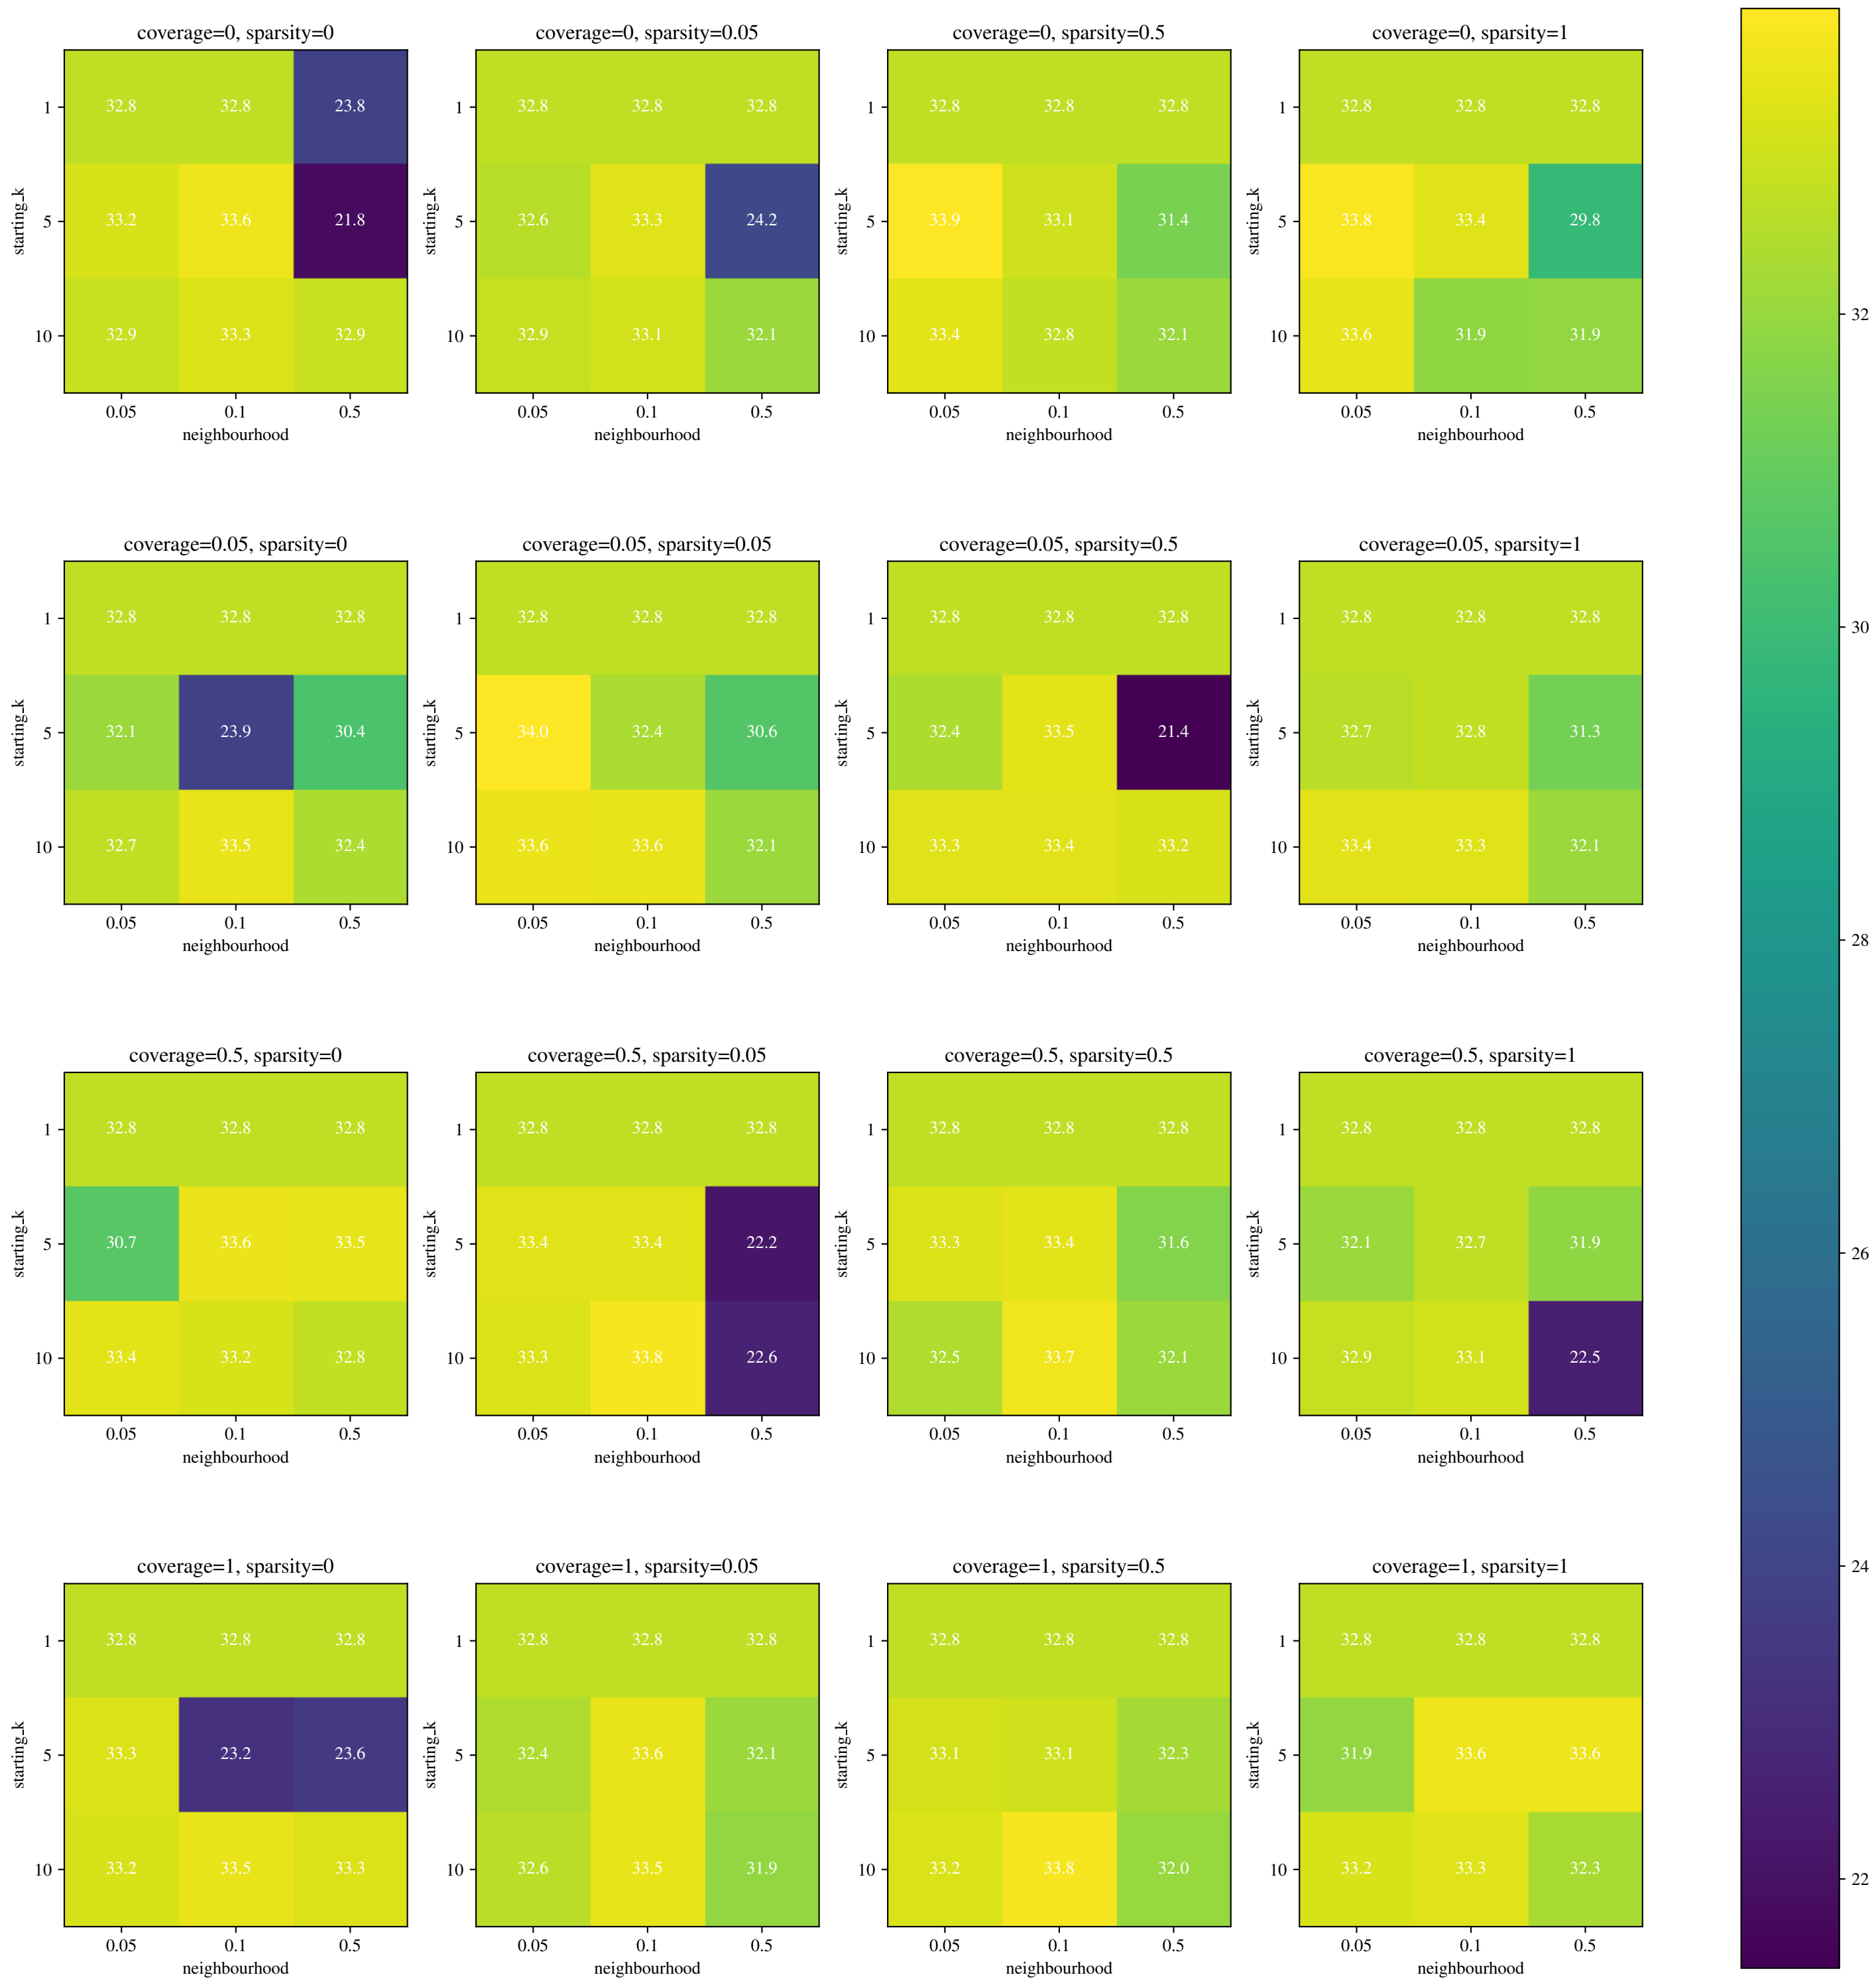 coverage=0, sparsity=0
coverage=0, sparsity=0.05
coverage=0, sparsity=0.5
coverage=0, sparsity=1
1 32.8 32.8 23.8
1 32.8 32.8 32.8
1 32.8 32.8 32.8
1 32.8 32.8 32.8
starting_k
starting_k
starting_k
starting_k
5 33.2 33.6 21.8
5 32.6 33.3 24.2
5 33.9 33.1 31.4
5 33.8 33.4 29.8
10 32.9 33.3 32.9
10 32.9 33.1 32.1
10 33.4 32.8 32.1
10 33.6 31.9 31.9
0.05 0.1 0.5
0.05 0.1 0.5
0.05 0.1 0.5
0.05 0.1 0.5
neighbourhood
neighbourhood
neighbourhood
neighbourhood
coverage=0.05, sparsity=0
coverage=0.05, sparsity=0.05
coverage=0.05, sparsity=0.5
coverage=0.05, sparsity=1
1 32.8 32.8 32.8
1 32.8 32.8 32.8
1 32.8 32.8 32.8
1 32.8 32.8 32.8
starting_k
starting_k
starting_k
starting_k
5 32.1 23.9 30.4
5 34.0 32.4 30.6
5 32.4 33.5 21.4
5 32.7 32.8 31.3
10 32.7 33.5 32.4
10 33.6 33.6 32.1
10 33.3 33.4 33.2
10 33.4 33.3 32.1
0.05 0.1 0.5
0.05 0.1 0.5
0.05 0.1 0.5
0.05 0.1 0.5
neighbourhood
neighbourhood
neighbourhood
neighbourhood
coverage=0.5, sparsity=0
coverage=0.5, sparsity=0.05
coverage=0.5, sparsity=0.5
coverage=0.5, sparsity=1
1 32.8 32.8 32.8
1 32.8 32.8 32.8
1 32.8 32.8 32.8
1 32.8 32.8 32.8
starting_k
starting_k
starting_k
starting_k
5 30.7 33.6 33.5
5 33.4 33.4 22.2
5 33.3 33.4 31.6
5 32.1 32.7 31.9
10 33.4 33.2 32.8
10 33.3 33.8 22.6
10 32.5 33.7 32.1
10 32.9 33.1 22.5
0.05 0.1 0.5
0.05 0.1 0.5
0.05 0.1 0.5
0.05 0.1 0.5
neighbourhood
neighbourhood
neighbourhood
neighbourhood
coverage=1, sparsity=0
coverage=1, sparsity=0.05
coverage=1, sparsity=0.5
coverage=1, sparsity=1
1 32.8 32.8 32.8
1 32.8 32.8 32.8
1 32.8 32.8 32.8
1 32.8 32.8 32.8
starting_k
starting_k
starting_k
starting_k
5 33.3 23.2 23.6
5 32.4 33.6 32.1
5 33.1 33.1 32.3
5 31.9 33.6 33.6
10 33.2 33.5 33.3
10 32.6 33.5 31.9
10 33.2 33.8 32.0
10 33.2 33.3 32.3
0.05 0.1 0.5
0.05 0.1 0.5
0.05 0.1 0.5
0.05 0.1 0.5
neighbourhood
neighbourhood
neighbourhood
neighbourhood
32
30
28
26
24
22